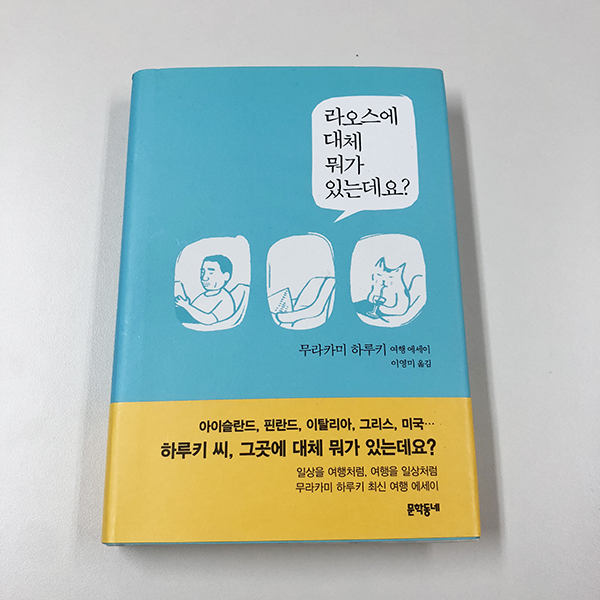 라오스에
대체
뭐가
있는데요?
무라카미 하루키 여행 에세이
이영미 옮김
아이슬란드, 핀란드, 이탈리아, 그리스, 미국…
하루키 씨, 그곳에 대체 뭐가 있는데요?
일상을 여행처럼, 여행을 일상처럼
무라카미 하루키 최신 여행 에세이
문학동네